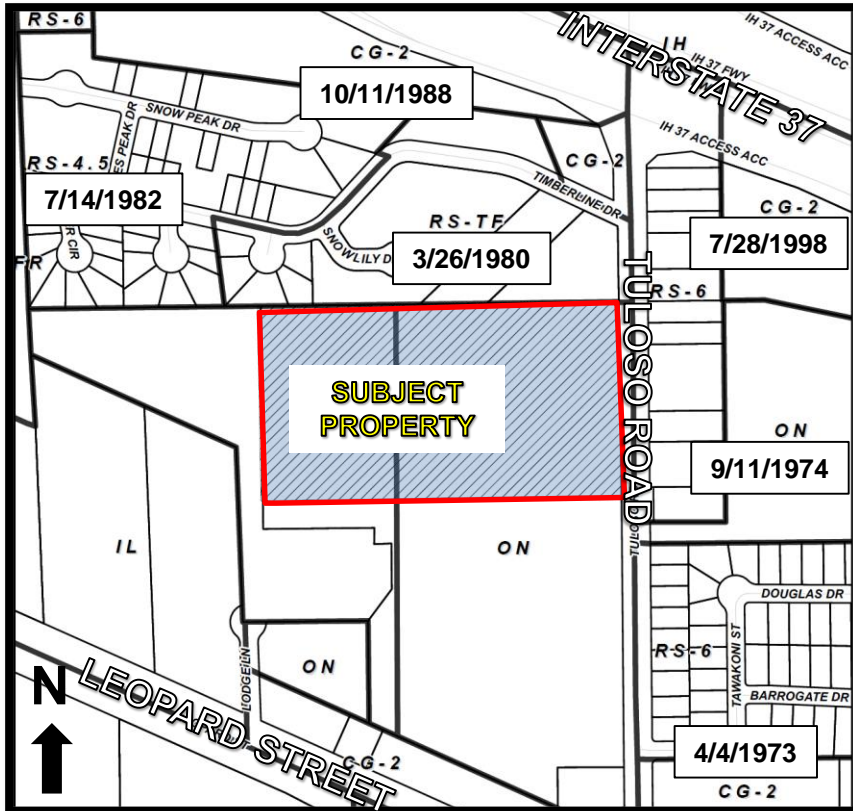 RS-6
CG-2
IH
IH 37 ACCESS ACC
INTERSTATE 37
IH 37 FWY
10/11/1988
SNOW PEAK DR
IH 37 ACCESS ACC
RS-4.5
CG-2
7/14/1982
TIMBERLINE DR
CG-2
RS-TF
7/28/1998
R CIR
SNOWLILY D
3/26/1980
FR
RS-6
TULOSO ROAD
SUBJECT
PROPERTY
ON
9/11/1974
IL
ON
DOUGLAS DR
RS-6
TAWAKONI ST
ON
N
LODGE LN
BARROGATE DR
LEOPARD STREET
4/4/1973
CG-2
CG-2